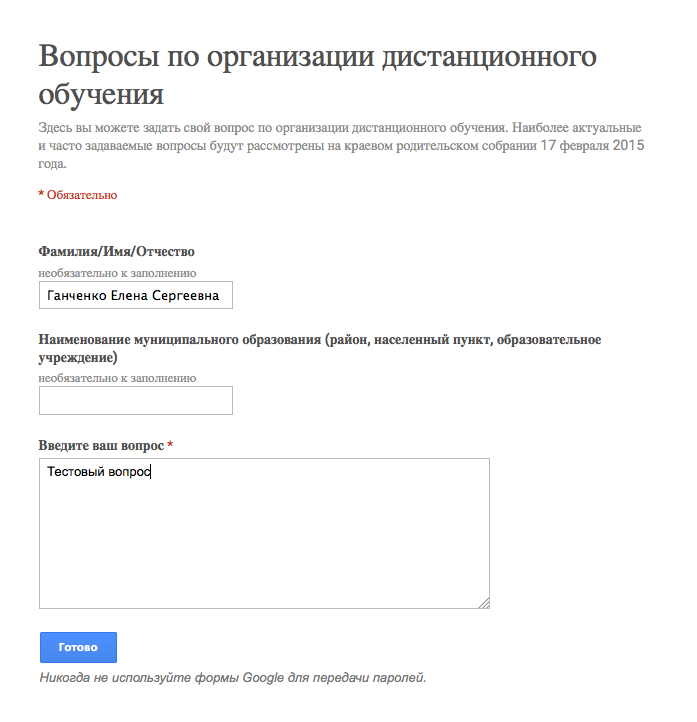 Вопросы по организации дистанционного
обучения
Здесь вы можете задать свой вопрос по организации дистанционного обучения. Наиболее актуальные
и часто задаваемые вопросы будут рассмотрены на краевом родительском собрании 17 февраля 2015
года.
* Обязательно
Фамилия/Имя/Отчество
необязательно к заполнению
Ганченко Елена Сергеевна
Наименование муниципального образования (район, населенный пункт, образовательное
учреждение)
необязательно к заполнению
Введите ваш вопрос *
Тестовый вопрос
Готово
Никогда не используйте формы Google для передачи паролей.